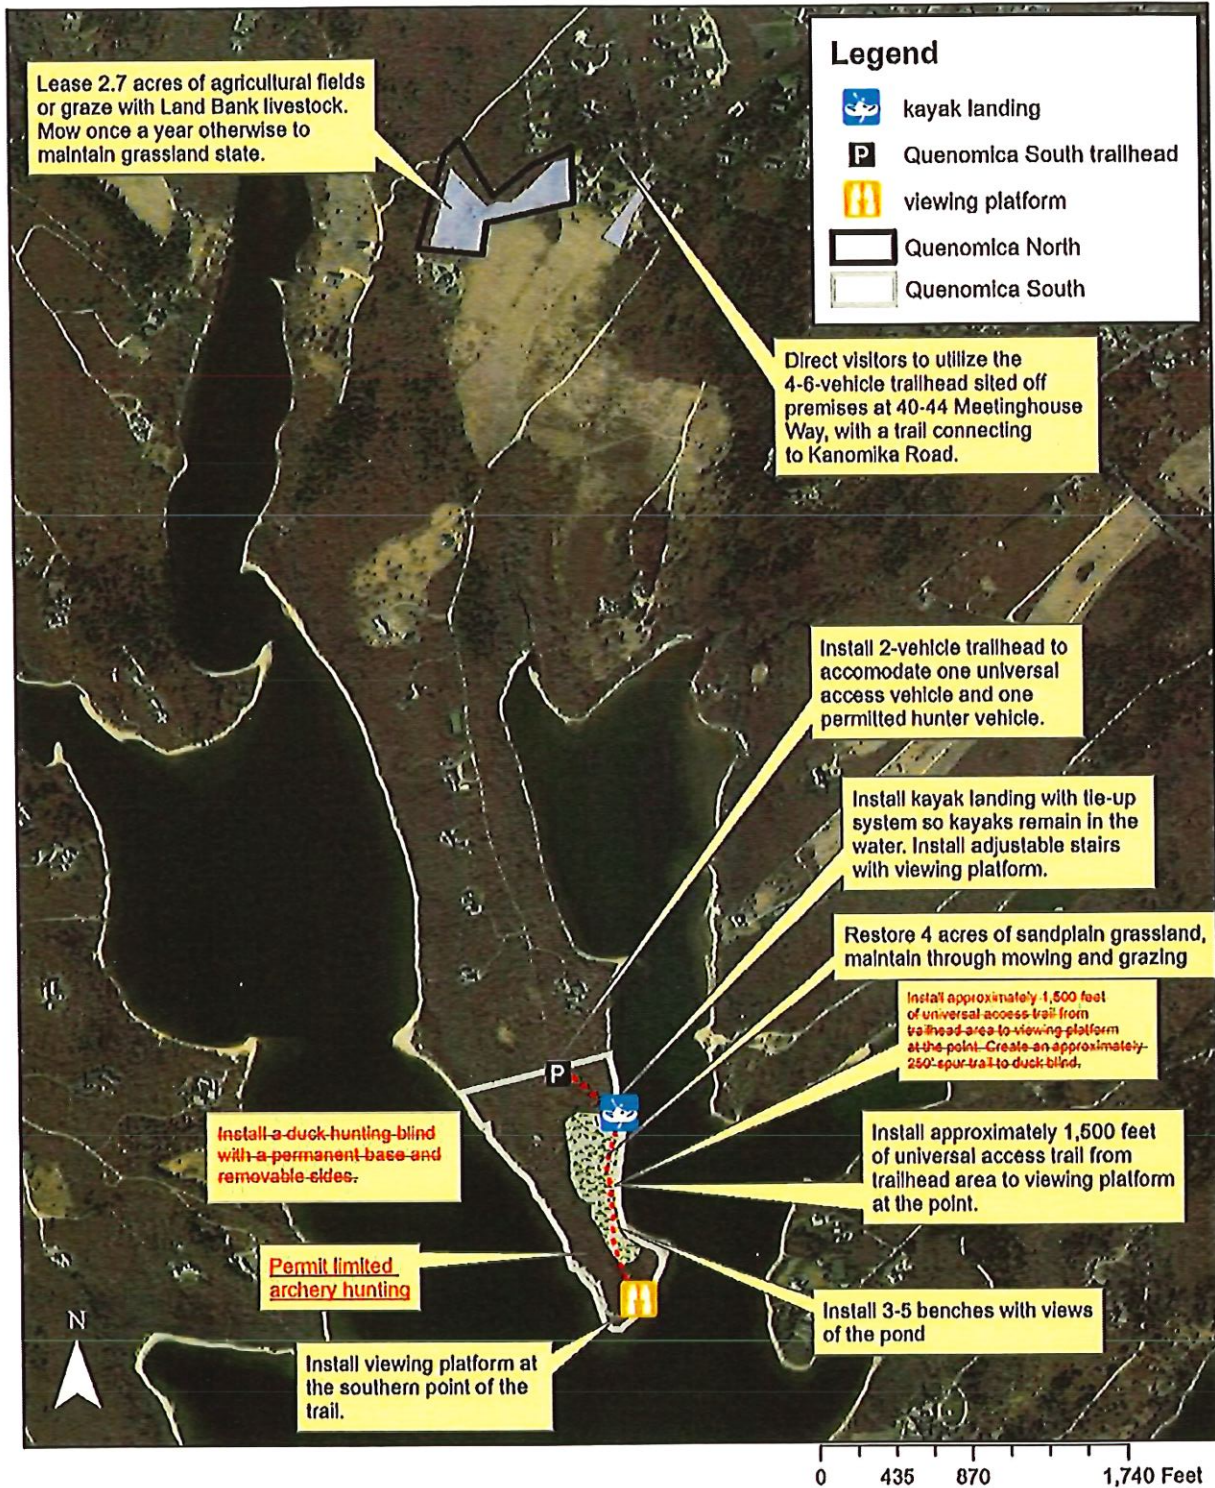 Lease 2.7 acres of agricultural fields
or graze with Land Bank livestock.
Mow once a year otherwise to
maintain grassland state.
Legend
kayak landing
P Quenomica South trailhead
viewing platform
Quenomica North
Quenomica South
Direct visitors to utilize the
4-6-vehicle trailhead sited off
premises at 40-44 Meetinghouse
Way, with a trail connecting
to Kanomika Road.
Install 2-vehicle trailhead to
accomodate one universal
access vehicle and one
permitted hunter vehicle.
Install kayak landing with tie-up
system so kayaks remain in the
water. Install adjustable stairs
with viewing platform.
Restore 4 acres of sandplain grassland,
maintain through mowing and grazing
Install approximately 1,500 feet
of universal access trail from
trailhead area to viewing platform
at the point. Create an approximately
250' spur trail to duck blind.
P
Install a duck hunting blind
with a permanent base and
removable sides.
Install approximately 1,500 feet
of universal access trail from
trailhead area to viewing platform
at the point.
Permit limited
archery hunting
Install 3-5 benches with views
of the pond
Install viewing platform at
the southern point of the
trail.
N
0 435 870 1,740 Feet